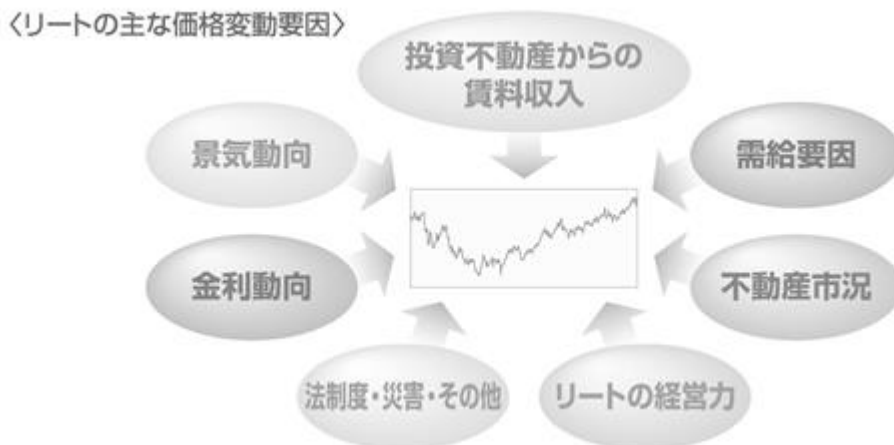 〈リートの主な価格変動要因〉
投資不動産からの
賃料収入
景気動向
需給要因
金利動向
不動産市況
法制度・災害・その他
リートの経営力